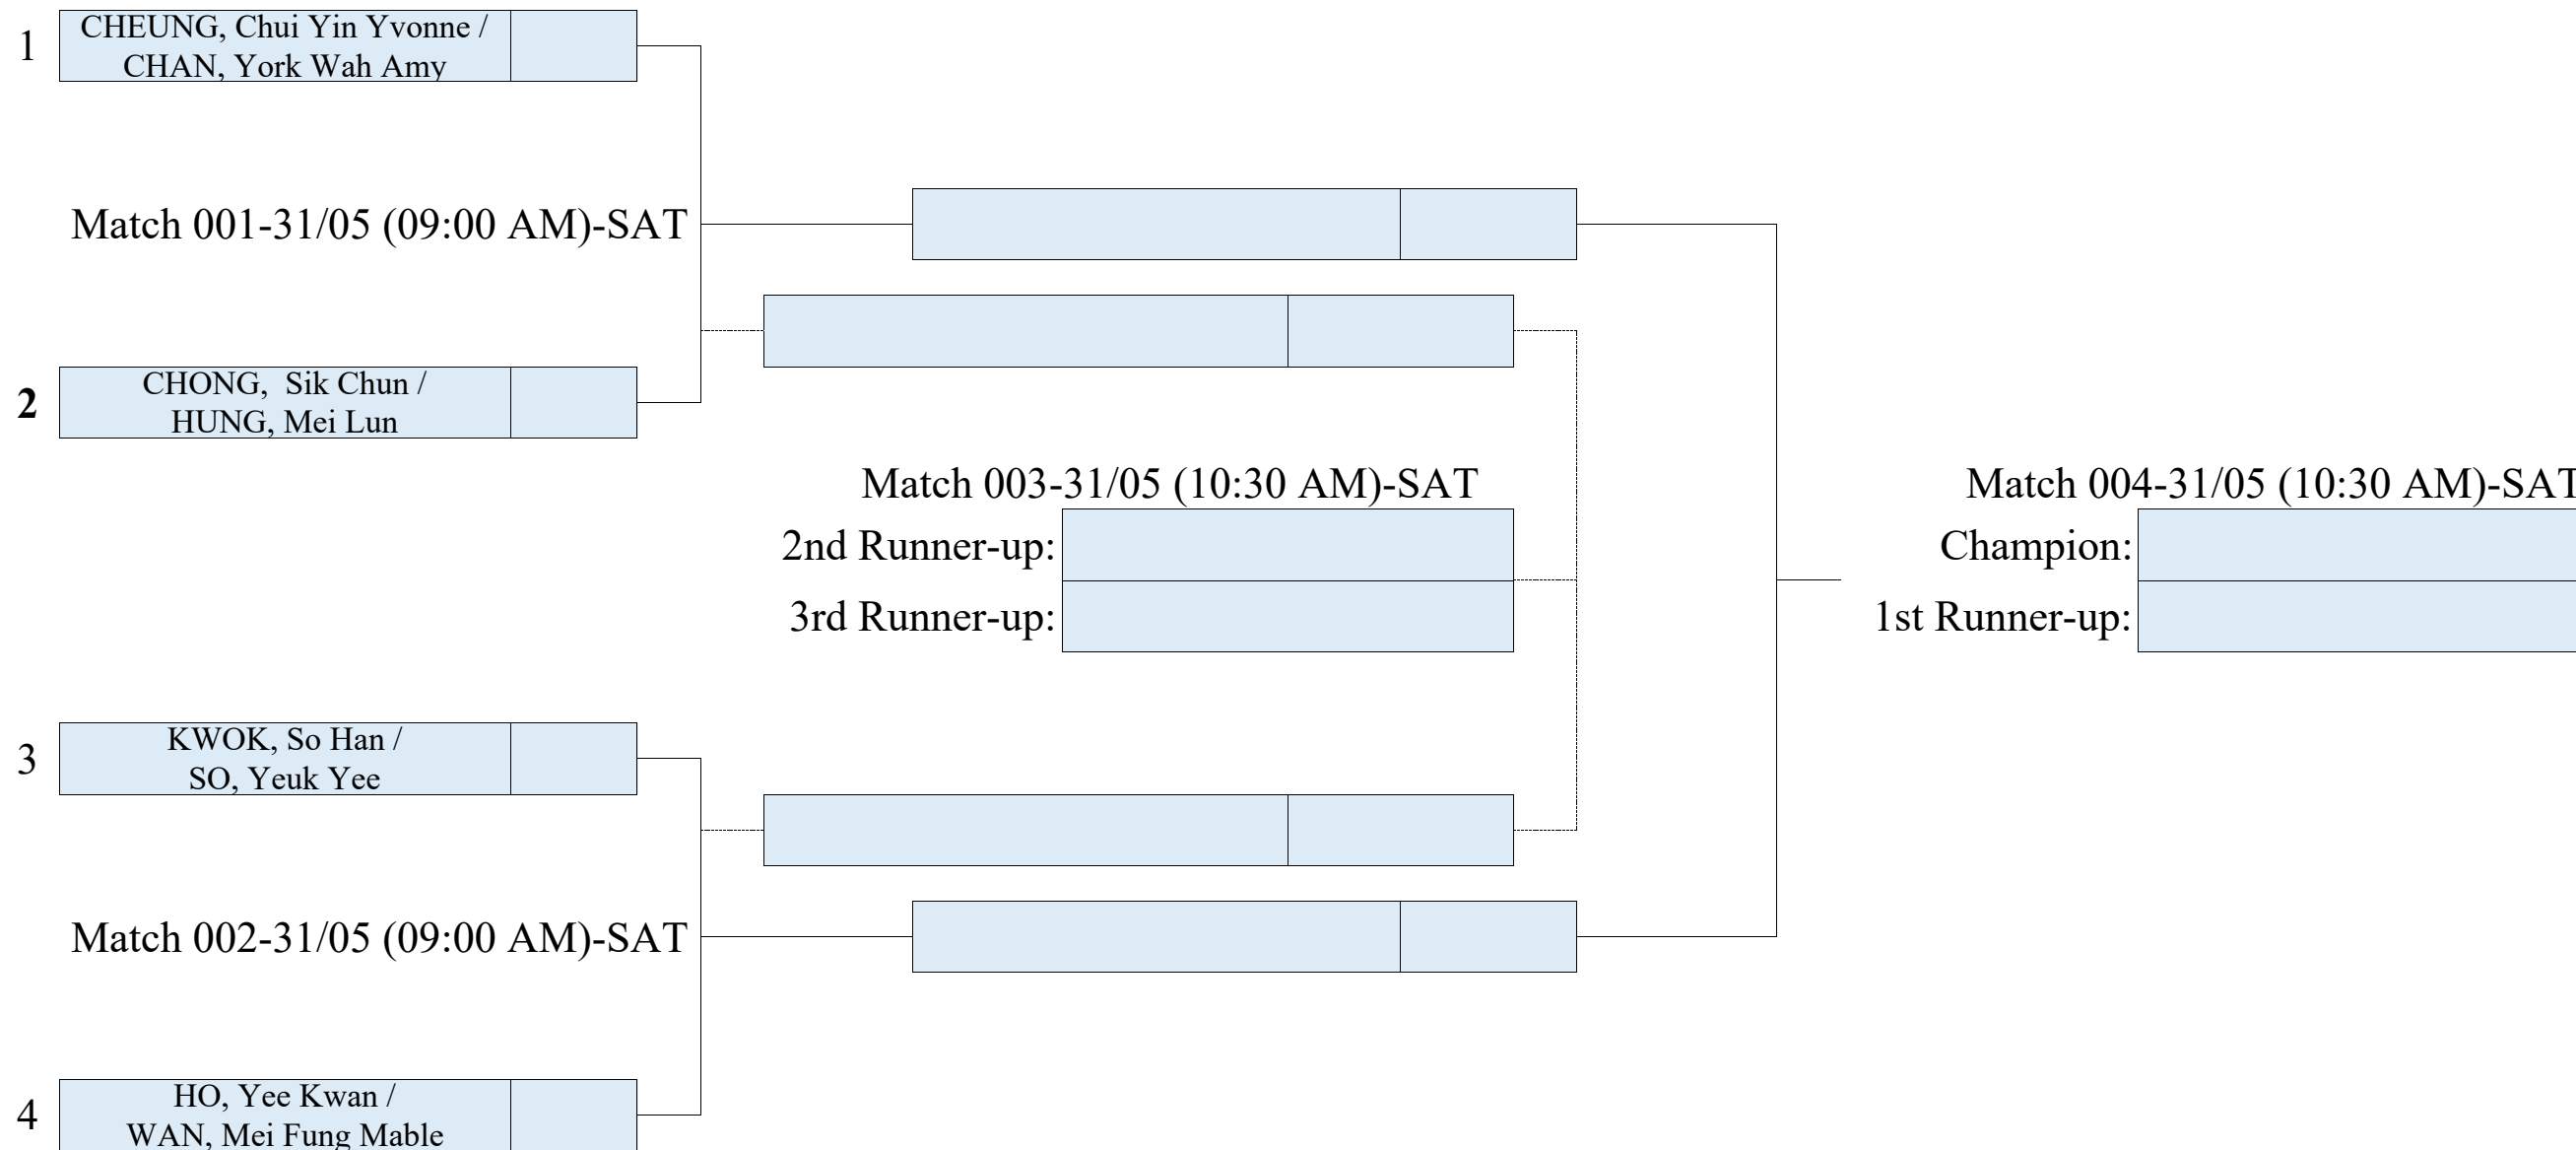 1
CHEUNG, Chui Yin Yvonne /
CHAN, York Wah Amy
Match 001-31/05 (09:00 AM)-SAT
2
CHONG,  Sik Chun /
HUNG, Mei Lun
Match 003-31/05 (10:30 AM)-SAT
2nd Runner-up:
3rd Runner-up:
Match 004-31/05 (10:30 AM)-SAT
Champion:
1st Runner-up:
3
KWOK, So Han /
SO, Yeuk Yee
Match 002-31/05 (09:00 AM)-SAT
4
HO, Yee Kwan /
WAN, Mei Fung Mable